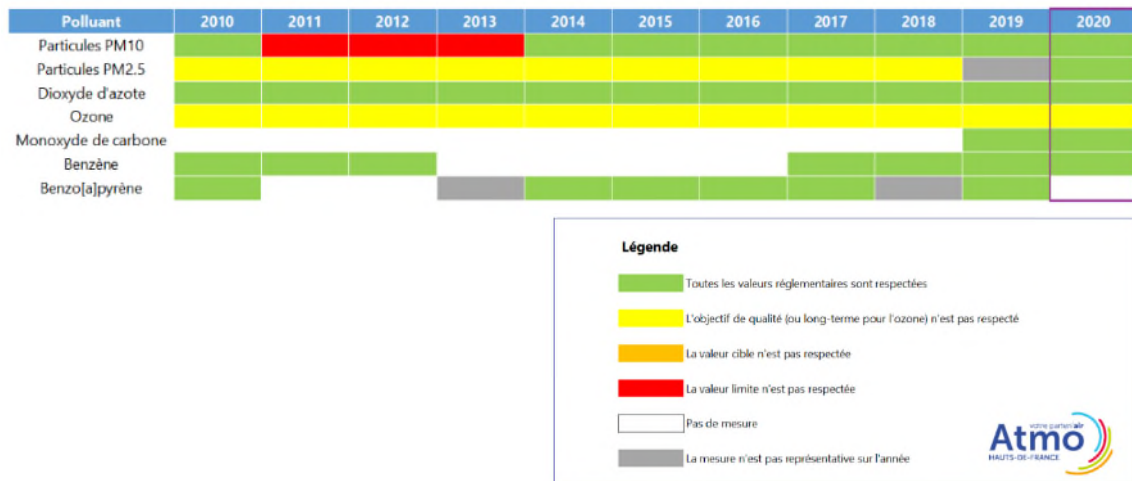 Polluant 2010 2011 2012 2013 2014 2015 2016 2017 2018 2019 2020
Particules PM10
Particules PM2.5
Dioxyde d'azote
Ozone
Monoxyde de carbone
Benzène
Benzo[a]pyrène
Légende
Toutes les valeurs réglementaires sont respectées
L'objectif de qualité (ou long-terme pour l'ozone) n'est pas respecté
La valeur cible n'est pas respectée
La valeur limite n'est pas respectée
Pas de mesure
La mesure n'est pas représentative sur l'année
votre parten'air
Atmo
HAUTS-DE-FRANCE